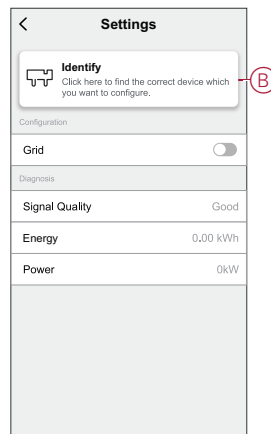 Settings
Identify
Click here to find the correct device which
you want to configure.
B
Configuration
Grid
Diagnosis
Signal Quality Good
Energy 0.00 kWh
Power 0kW